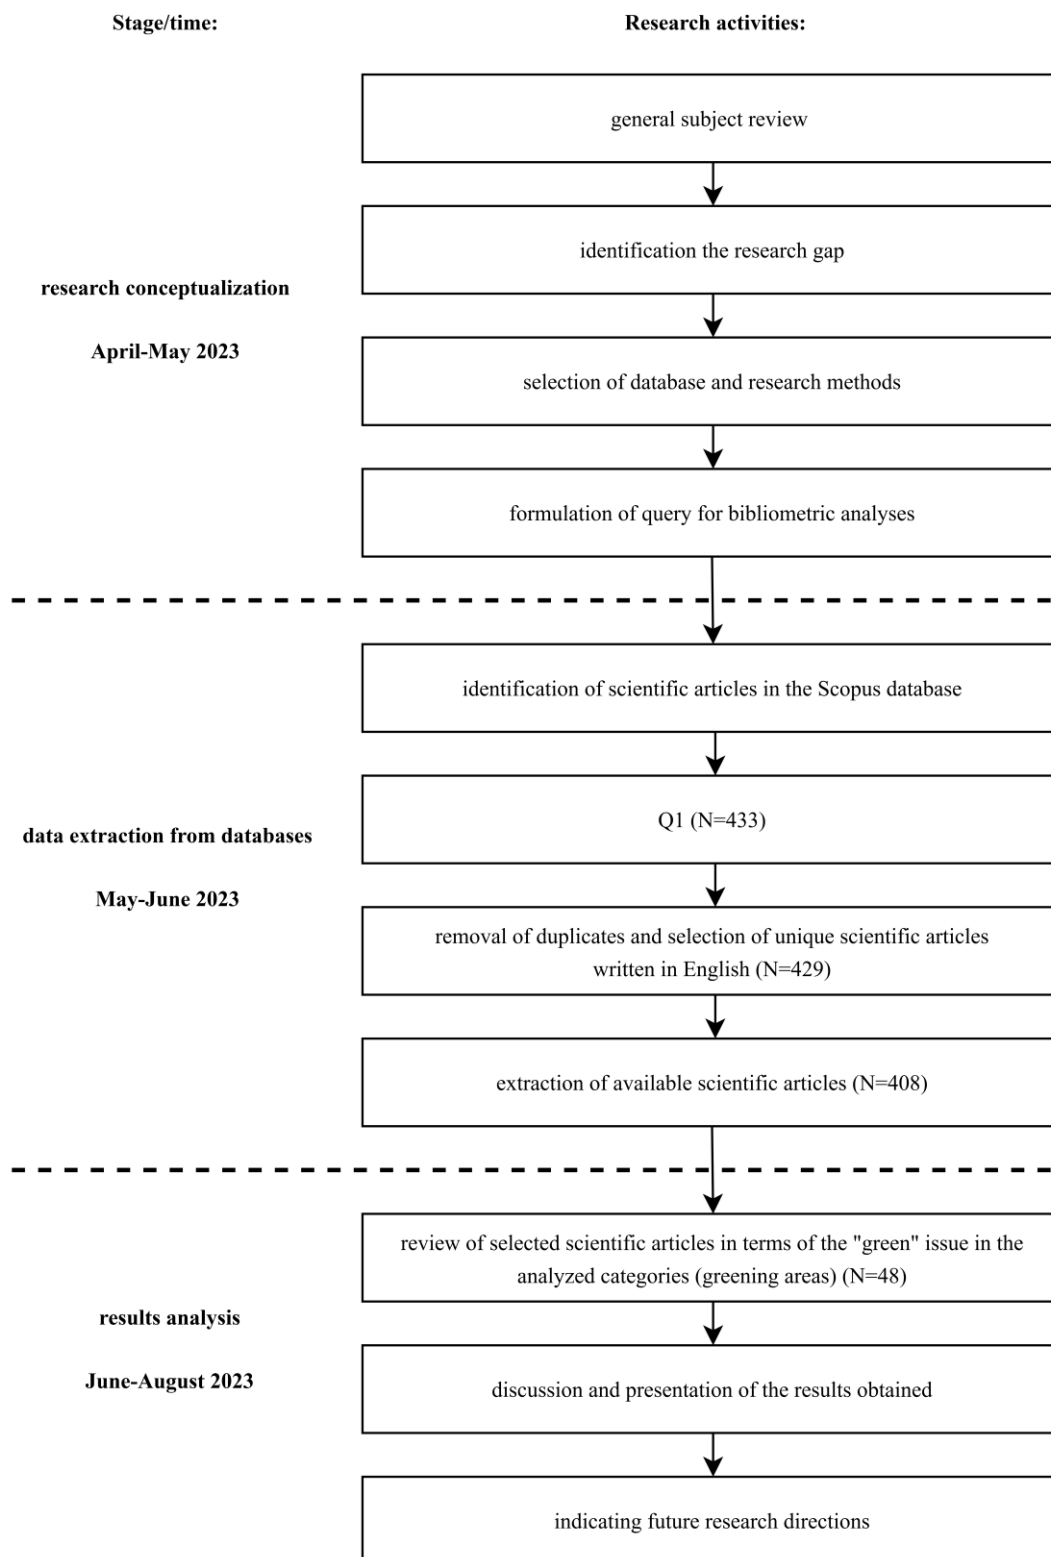 Stage/time:
Research activities:
general subject review
identification the research gap
research conceptualization
April-May 2023
selection of database and research methods
formulation of query for bibliometric analyses
identification of scientific articles in the Scopus database
Q1 (N=433)
data extraction from databases
May-June 2023
removal of duplicates and selection of unique scientific articles
written in English (N=429)
extraction of available scientific articles (N=408)
review of selected scientific articles in terms of the "green" issue in the
analyzed categories (greening areas) (N=48)
results analysis
June-August 2023
discussion and presentation of the results obtained
indicating future research directions